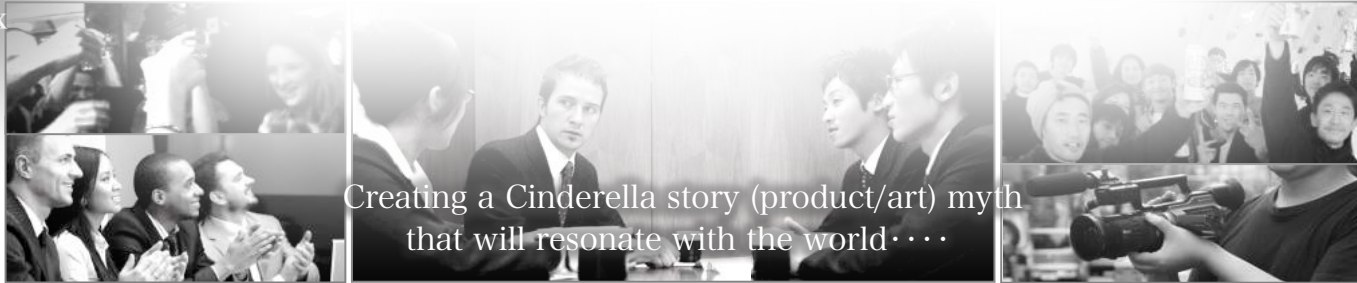 Creating a Cinderella story (product/art) myth
that will resonate with the world････